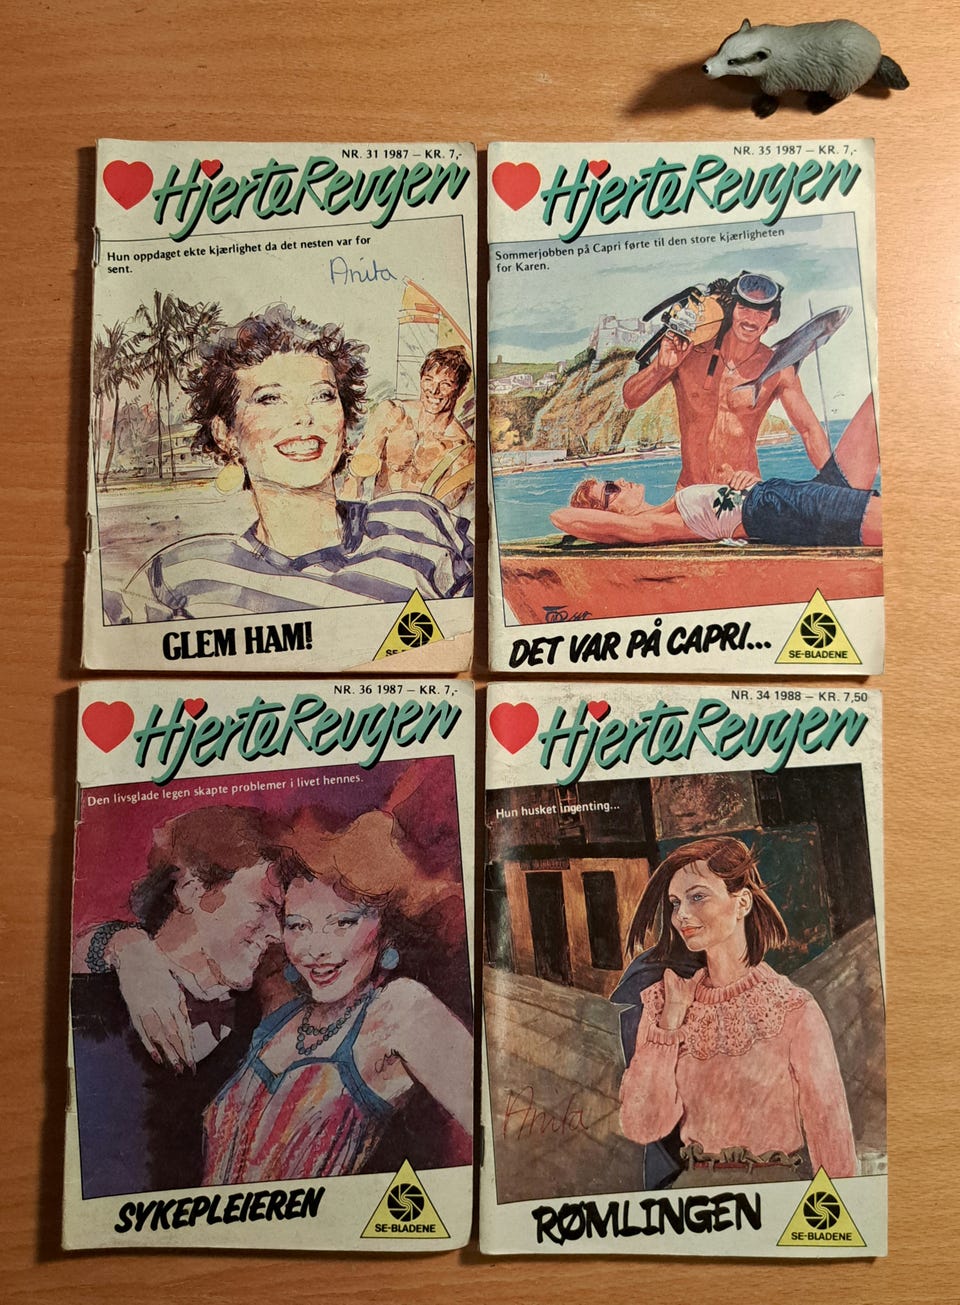 NR. 31 1987 – KR. 7,-
HjerteRevyen
Hun oppdaget ekte kjærlighet da det nesten var for
sent.
Anita
GLEM HAM!
NR. 35 1987 – KR. 7,-
HjerteRevyen
Sommerjobben på Capri førte til den store kjærligheten
for Karen.
DET VAR PÅ CAPRI...
SE-BLADENE
NR. 36 1987 – KR. 7,-
HjerteRevyen
Den livsglade legen skapte problemer i livet hennes.
SYKEPLEIEREN
SE-BLADENE
NR. 34 1988 – KR. 7,50
HjerteRevyen
Hun husket ingenting...
Anita
RØMLINGEN
SE-BLADENE